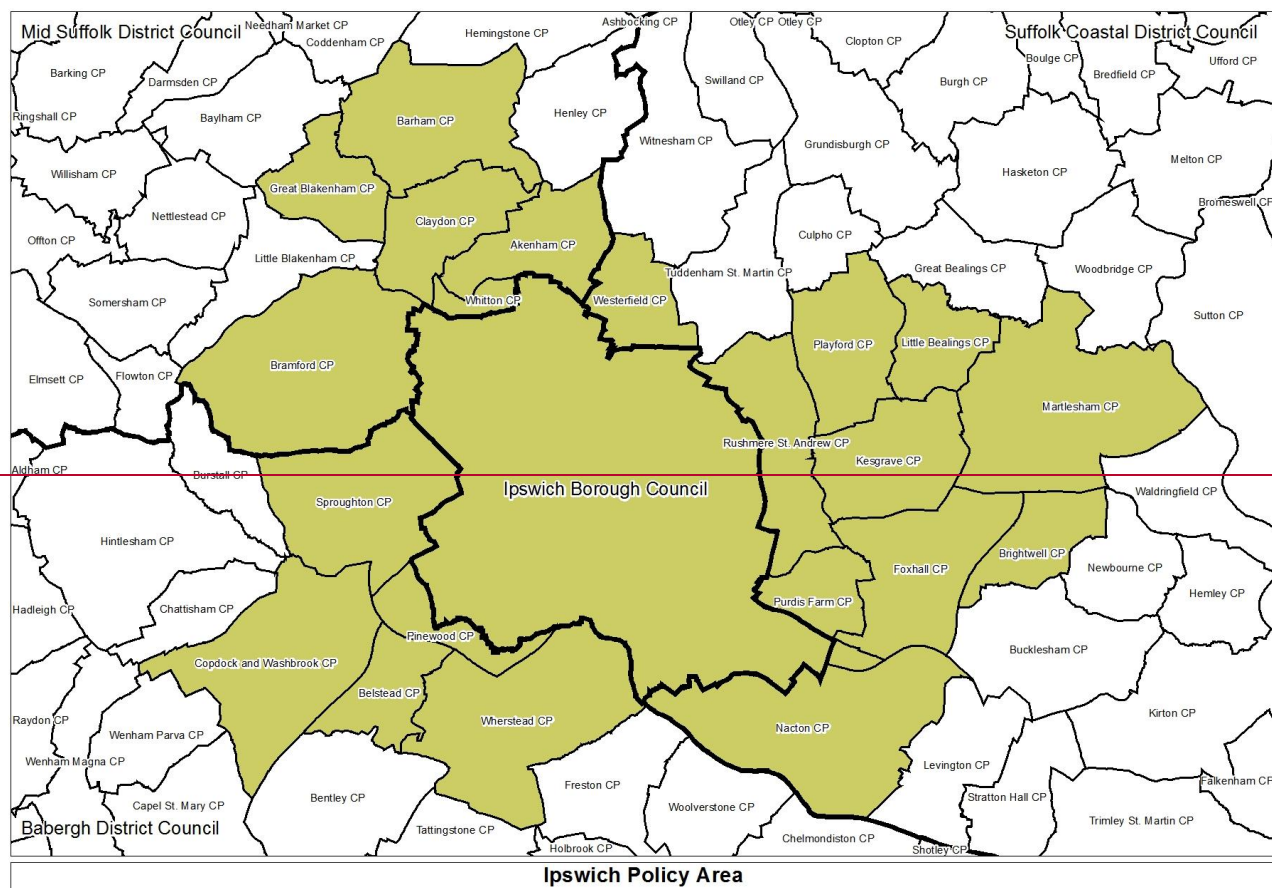 Mid Suffolk District Council
Needham Market CP
Coddenham CP
Hemingstone CP
Ashbocking CP
Otley CP
Otley CP
Clopton CP
Suffolk Coastal District Council
Boulge CP
Bredfield CP
Ufford CP
Barking CP
Darmsden CP
Swilland CP
Burgh CP
Ringshall CP
Baylham CP
Barham CP
Henley CP
Witnesham CP
Grundisburgh CP
Hasketon CP
Melton CP
Willisham CP
Great Blakenham CP
Bromeswell CP
Nettlestead CP
Claydon CP
Akenham CP
Culpho CP
Offton CP
Little Blakenham CP
Tuddenham St. Martin CP
Great Bealings CP
Woodbridge CP
Somersham CP
Whitton CP
Westerfield CP
Sutton CP
Bramford CP
Playford CP
Little Bealings CP
Elmsett CP
Flowton CP
Martlesham CP
Rushmere St. Andrew CP
Aldham CP
Burstall CP
Kesgrave CP
Ipswich Borough Council
Sproughton CP
Waldringfield CP
Hintlesham CP
Foxhall CP
Brightwell CP
Newbourne CP
Hemley CP
Hadleigh CP
Chattisham CP
Purdis Farm CP
Pinewood CP
Bucklesham CP
Copdock and Washbrook CP
Belstead CP
Raydon CP
Wenham Parva CP
Wherstead CP
Nacton CP
Kirton CP
Wenham Magna CP
Levington CP
Falkenham CP
Capel St. Mary CP
Bentley CP
Freston CP
Woolverstone CP
Stratton Hall CP
Trimley St. Martin CP
Babergh District Council
Tattingstone CP
Holbrook CP
Chelmondiston CP
Shotley CP
Ipswich Policy Area